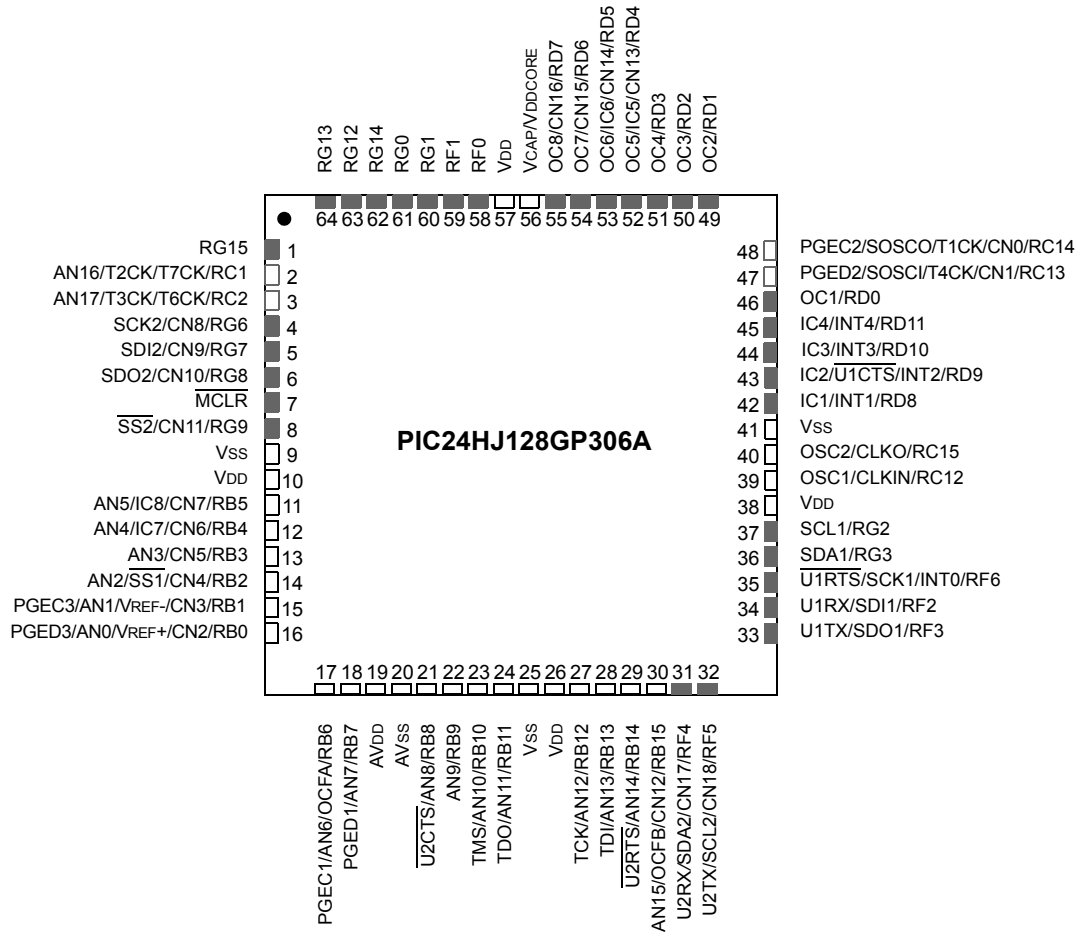 RG13
RG12
RG14
RG0
RG1
RF1
RF0
VDD
VCAP/VDDCORE
OC8/CN16/RD7
OC7/CN15/RD6
OC6/IC6/CN14/RD5
OC5/IC5/CN13/RD4
OC4/RD3
OC3/RD2
OC2/RD1
64 63 62 61 60 59 58 57 56 55 54 53 52 51 50 49
RG15 1
AN16/T2CK/T7CK/RC1 2
AN17/T3CK/T6CK/RC2 3
SCK2/CN8/RG6 4
SDI2/CN9/RG7 5
SDO2/CN10/RG8 6
MCLR 7
SS2/CN11/RG9 8
VSS 9
VDD 10
AN5/IC8/CN7/RB5 11
AN4/IC7/CN6/RB4 12
AN3/CN5/RB3 13
AN2/SS1/CN4/RB2 14
PGEC3/AN1/VREF-/CN3/RB1 15
PGED3/AN0/VREF+/CN2/RB0 16
PIC24HJ128GP306A
48 PGEC2/SOSCO/T1CK/CN0/RC14
47 PGED2/SOSCI/T4CK/CN1/RC13
46 OC1/RD0
45 IC4/INT4/RD11
44 IC3/INT3/RD10
43 IC2/U1CTS/INT2/RD9
42 IC1/INT1/RD8
41 VSS
40 OSC2/CLKO/RC15
39 OSC1/CLKIN/RC12
38 VDD
37 SCL1/RG2
36 SDA1/RG3
35 U1RTS/SCK1/INT0/RF6
34 U1RX/SDI1/RF2
33 U1TX/SDO1/RF3
17 18 19 20 21 22 23 24 25 26 27 28 29 30 31 32
PGEC1/AN6/OCFA/RB6
PGED1/AN7/RB7
AVDD
AVSS
U2CTS/AN8/RB8
AN9/RB9
TMS/AN10/RB10
TDO/AN11/RB11
VSS
VDD
TCK/AN12/RB12
TDI/AN13/RB13
U2RTS/AN14/RB14
AN15/OCFB/CN12/RB15
U2RX/SDA2/CN17/RF4
U2TX/SCL2/CN18/RF5